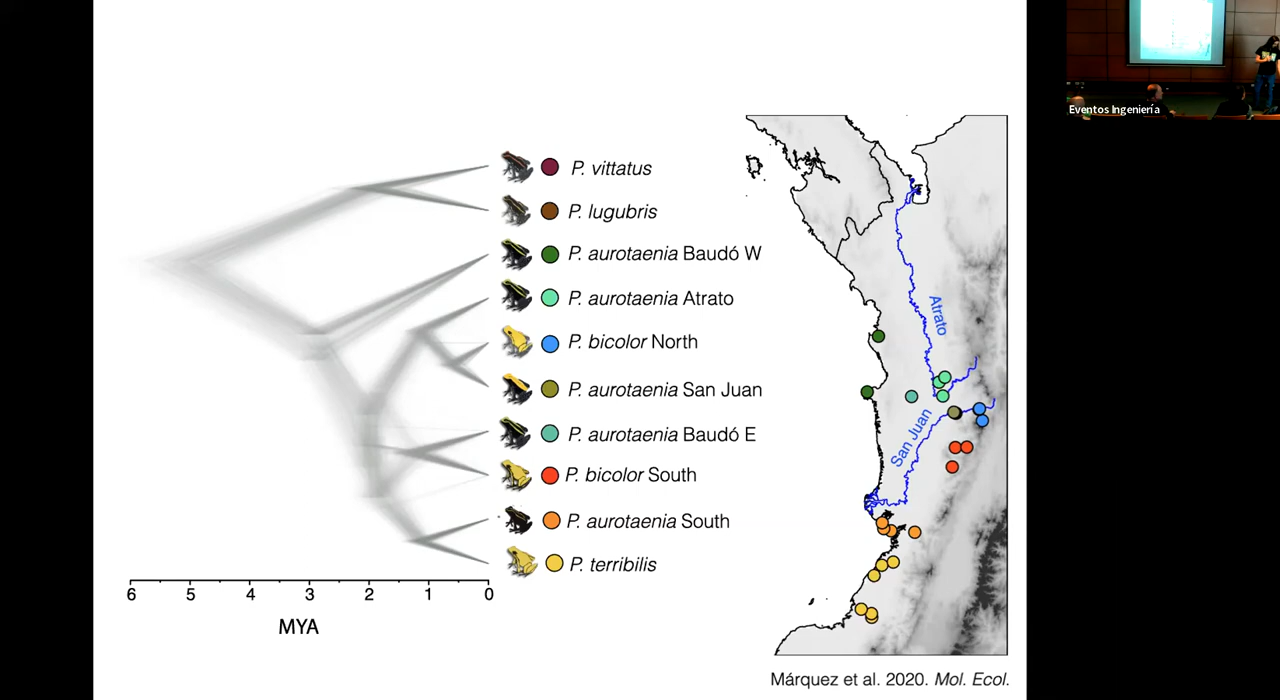 Eventos Ingeniería
P. vittatus
P. lugubris
P. aurotaenia Baudó W
P. aurotaenia Atrato
P. bicolor North
P. aurotaenia San Juan
P. aurotaenia Baudó E
P. bicolor South
P. aurotaenia South
P. terribilis
6 5 4 3 2 1 0
MYA
Atrato
San Juan
Márquez et al. 2020. Mol. Ecol.